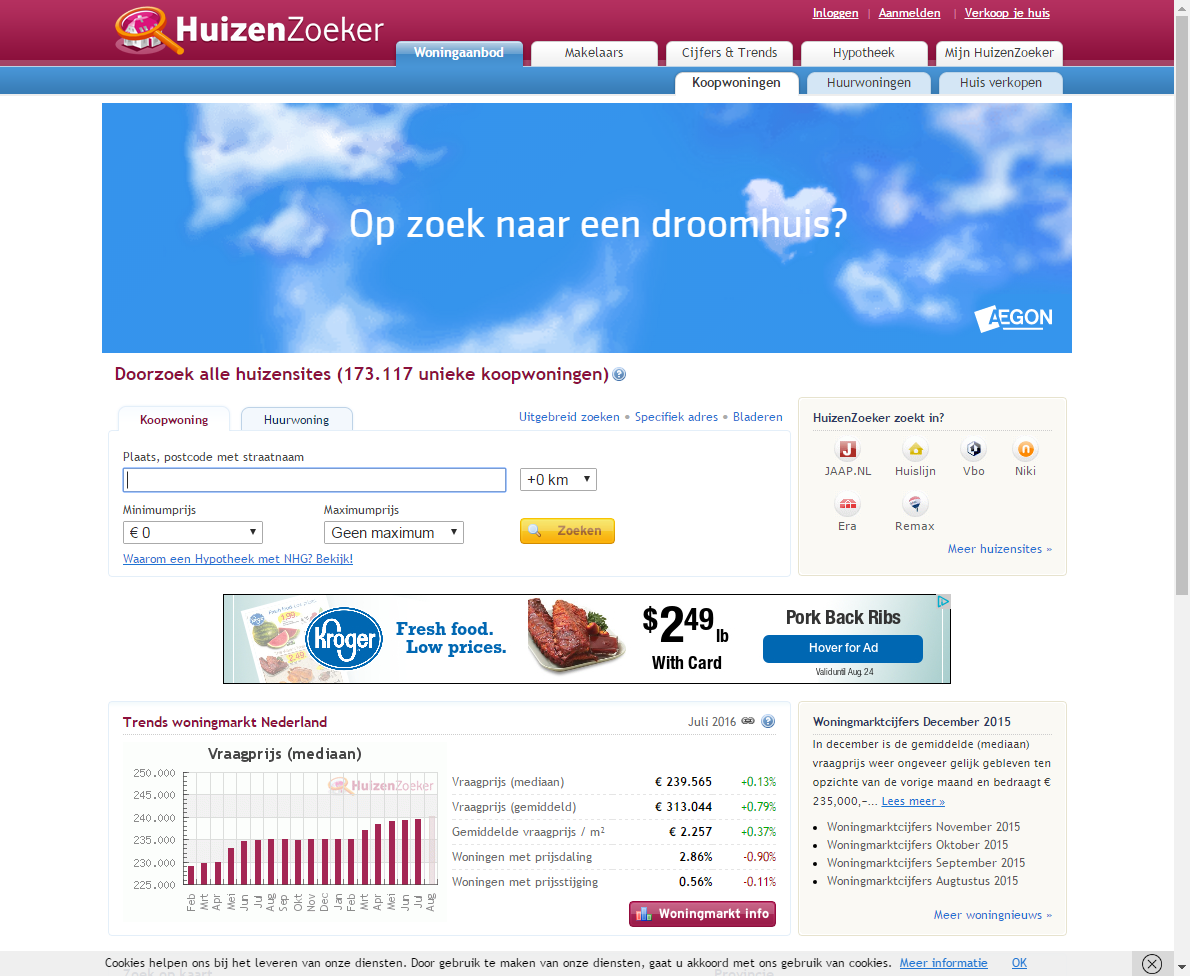 Inloggen | Aanmelden | Verkoop je huis
HuizenZoeker
Woningaanbod Makelaars Cijfers & Trends Hypotheek Mijn HuizenZoeker
Koopwoningen Huurwoningen Huis verkopen
Op zoek naar een droomhuis?
AEGON
Doorzoek alle huizensites (173.117 unieke koopwoningen) ?
Koopwoning Huurwoning Uitgebreid zoeken • Specifiek adres • Bladeren
Plaats, postcode met straatnaam
+0 km
Minimumprijs Maximumprijs
€ 0 Geen maximum Zoeken
Waarom een Hypotheek met NHG? Bekijk!
HuizenZoeker zoekt in?
JAAP.NL Huislijn Vbo Niki
Era Remax
Meer huizensites »
Kroger
Fresh food.
Low prices.
$2.49 lb
With Card
Pork Back Ribs
Hover for Ad
Valid until Aug. 24
Trends woningmarkt Nederland Juli 2016 ?
Vraagprijs (mediaan)
HuizenZoeker
250.000
245.000
240.000
235.000
230.000
225.000
Feb Mrt Apr Mei Jun Jul Aug Sep Okt Nov Dec Jan Feb Mrt Apr Mei Jun Jul Aug
Vraagprijs (mediaan) € 239.565 +0.13%
Vraagprijs (gemiddeld) € 313.044 +0.79%
Gemiddelde vraagprijs / m² € 2.257 +0.37%
Woningen met prijsdaling 2.86% -0.90%
Woningen met prijsstijging 0.56% -0.11%
Woningmarkt info
Woningmarktcijfers December 2015
In december is de gemiddelde (mediaan)
vraagprijs weer ongeveer gelijk gebleven ten
opzichte van de vorige maand en bedraagt €
235,000,–... Lees meer »
• Woningmarktcijfers November 2015
• Woningmarktcijfers Oktober 2015
• Woningmarktcijfers September 2015
• Woningmarktcijfers Augtustus 2015
Meer woningnieuws »
Cookies helpen ons bij het leveren van onze diensten. Door gebruik te maken van onze diensten, gaat u akkoord met ons gebruik van cookies. Meer informatie OK
Zoek op kaart Provincie